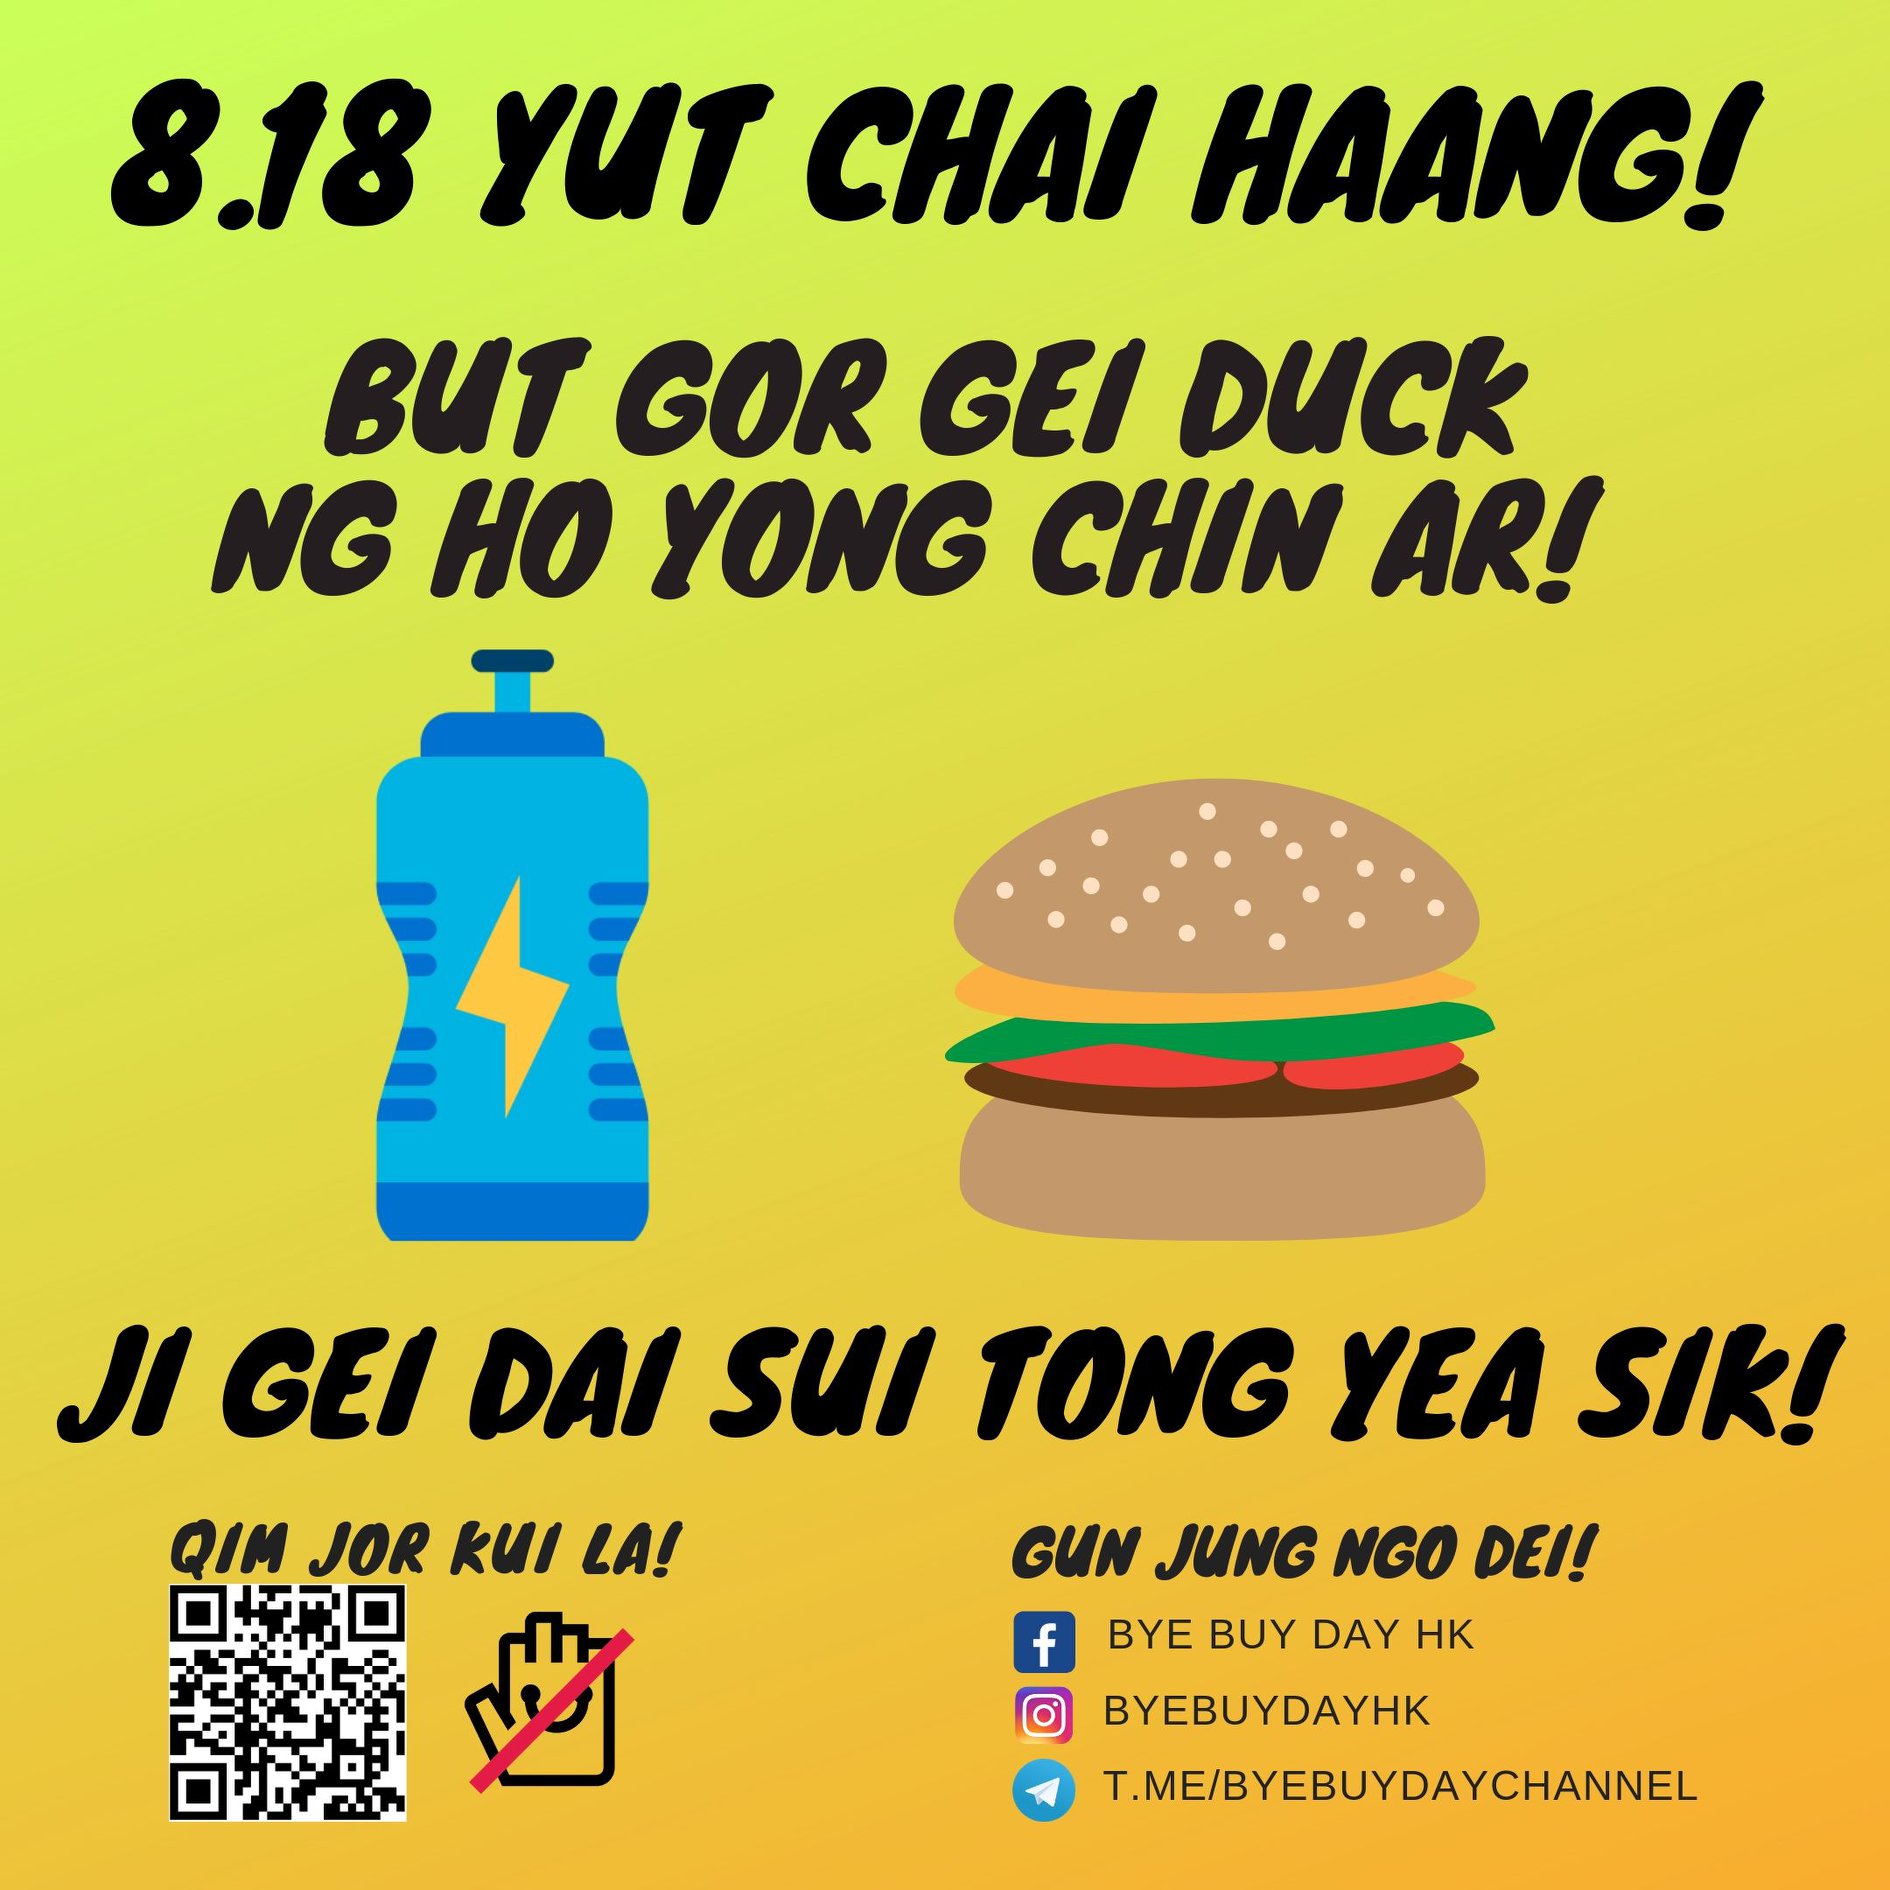 8.18 YUT CHAI HAANG!
BUT GOR GEI DUCK
NG HO YONG CHIN AR!
JI GEI DAI SUI TONG YEA SIK!
QIM JOR KUI LA!
GUN JUNG NGO DEI!
BYE BUY DAY HK
BYEBUYDAYHK
T.ME/BYEBUYDAYCHANNEL